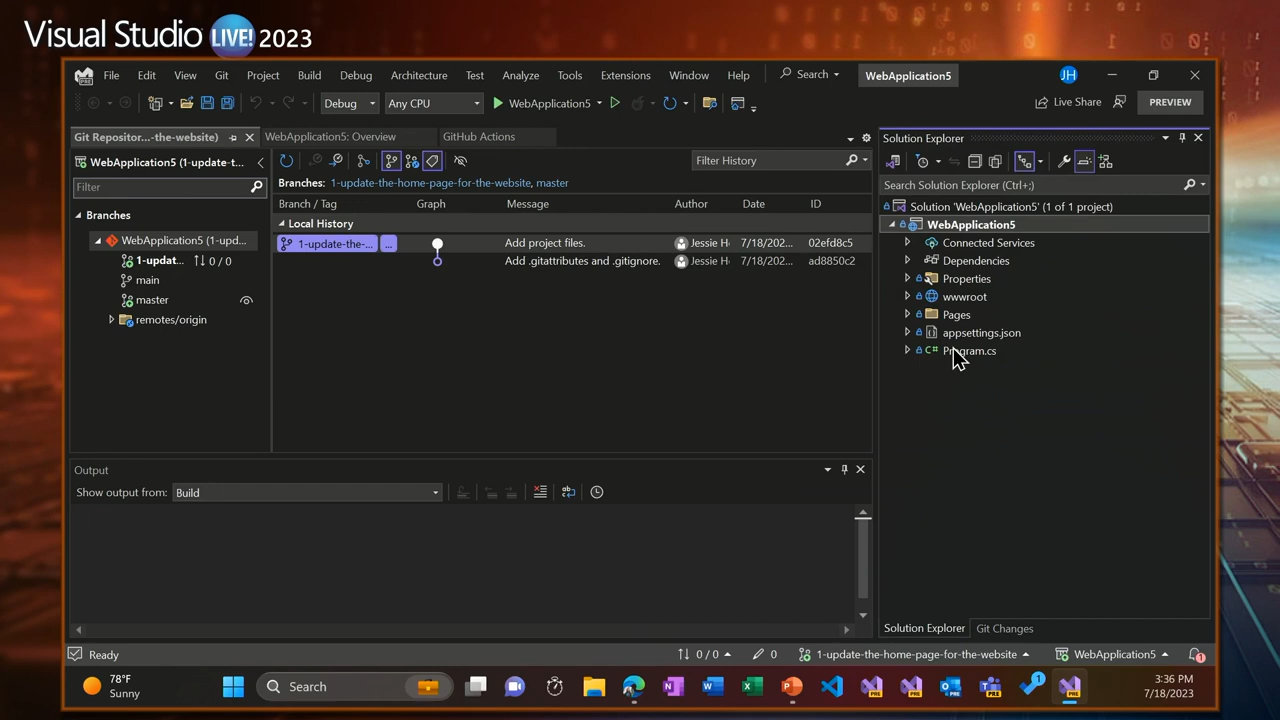 Visual Studio LIVE! 2023
File Edit View Git Project Build Debug Architecture Test Analyze Tools Extensions Window Help Search WebApplication5 JH
Debug Any CPU WebApplication5 Live Share PREVIEW
Git Repositor...-the-website) WebApplication5: Overview GitHub Actions
WebApplication5 (1-update-t...
Filter
Branches
WebApplication5 (1-upd...
1-updat... 0 / 0
main
master
remotes/origin
Filter History
Branches: 1-update-the-home-page-for-the-website, master
Branch / Tag Graph Message Author Date ID
Local History
1-update-the-... ... Add project files. Jessie H 7/18/202... 02efd8c5
Add .gitattributes and .gitignore. Jessie H 7/18/202... ad8850c2
Solution Explorer
Search Solution Explorer (Ctrl+;)
Solution 'WebApplication5' (1 of 1 project)
WebApplication5
Connected Services
Dependencies
Properties
wwwroot
Pages
appsettings.json
C# Program.cs
Output
Show output from: Build
Solution Explorer Git Changes
Ready 0 / 0 0 1-update-the-home-page-for-the-website WebApplication5 1
78°F
Sunny
Search
3:36 PM
7/18/2023